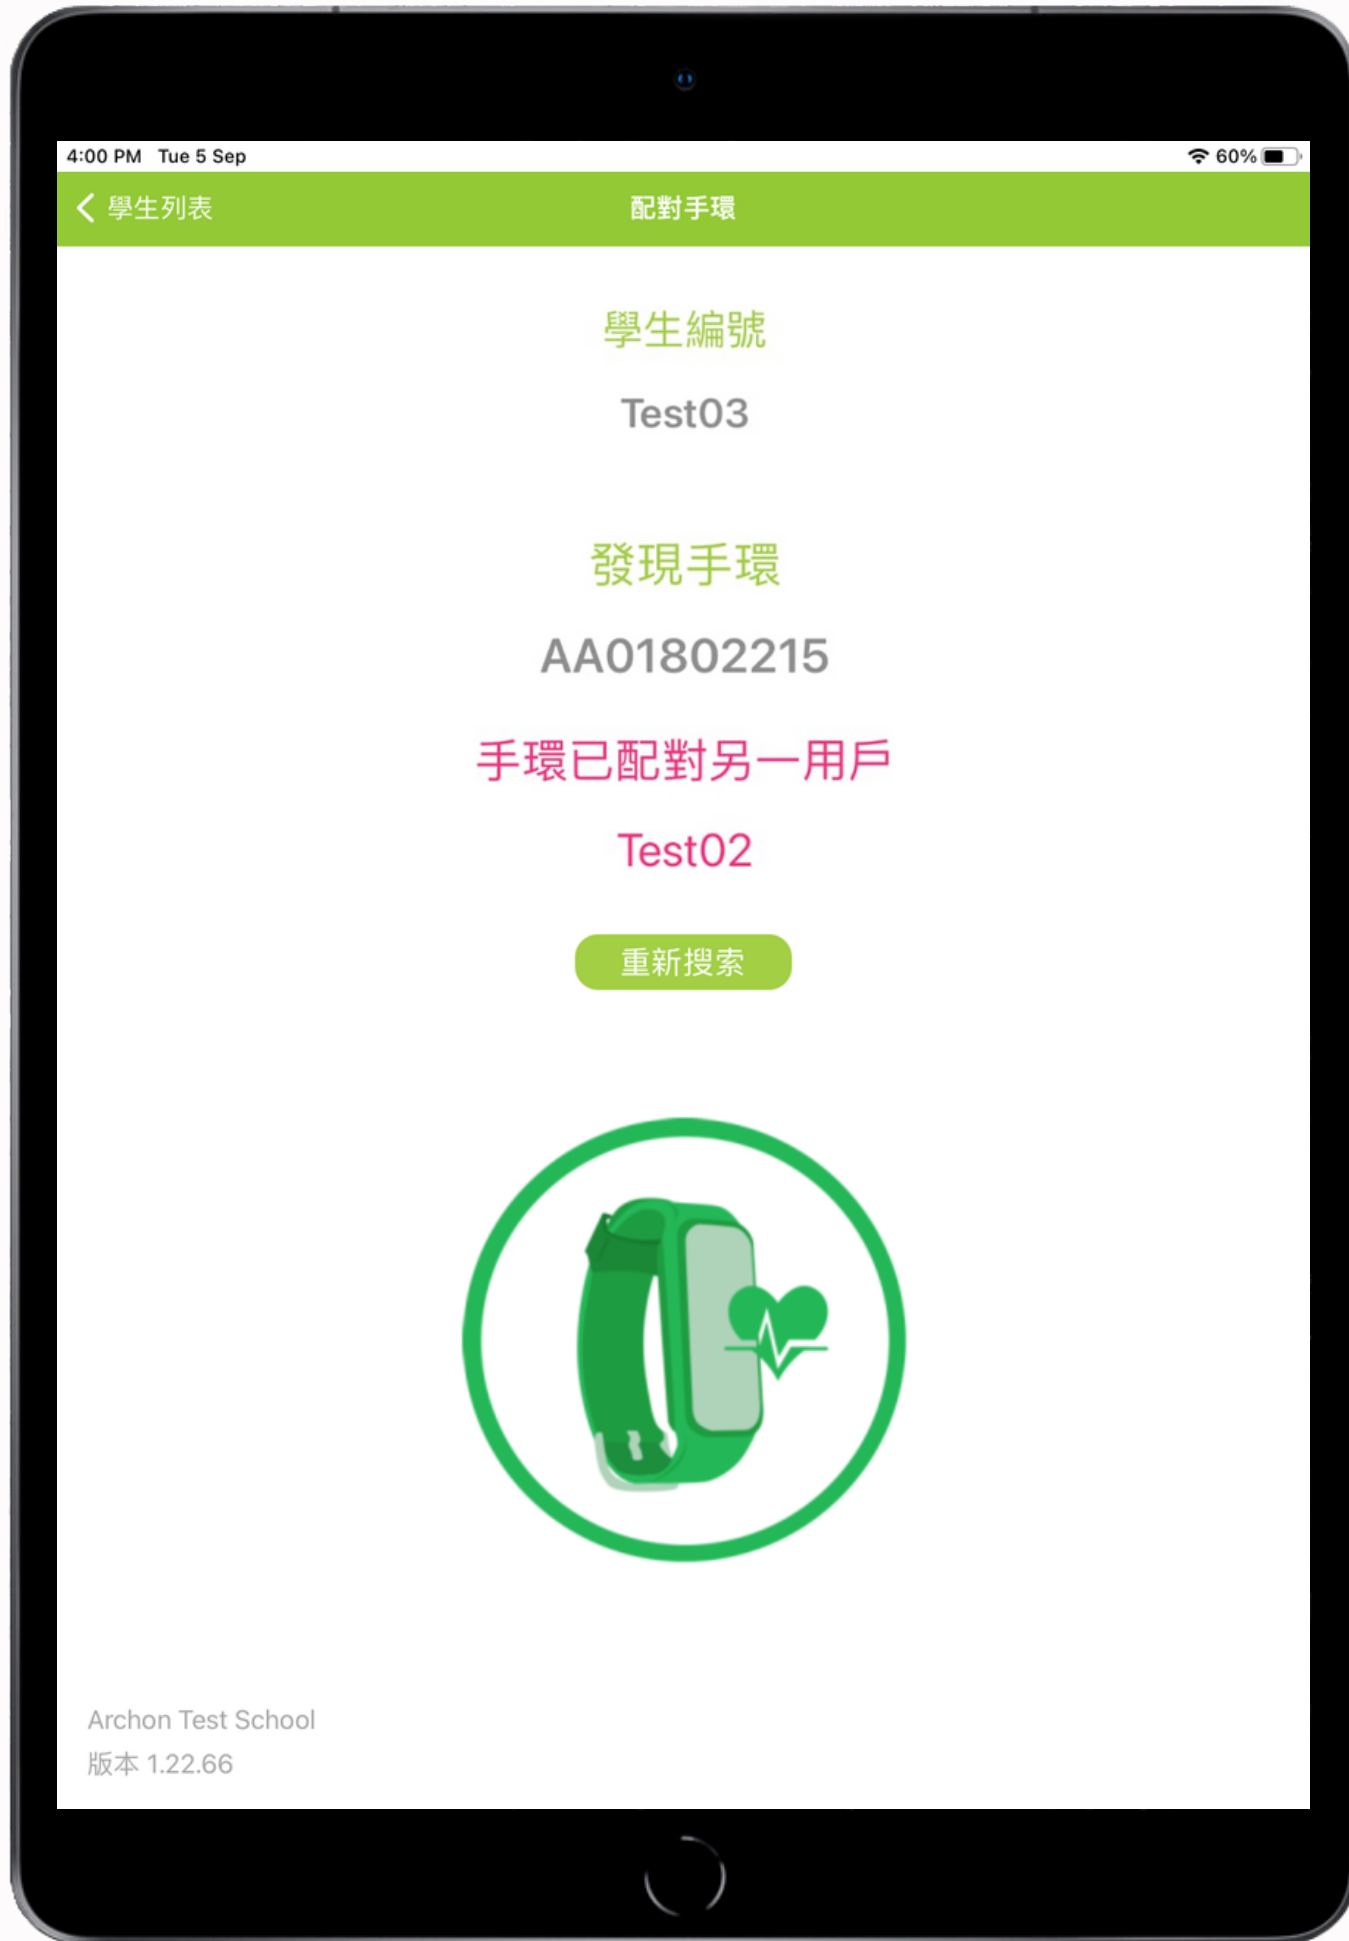 4:00 PM Tue 5 Sep 60%
學生列表 配對手環
學生編號
Test03
發現手環
AA01802215
手環已配對另一用戶
Test02
重新搜索
Archon Test School
版本 1.22.66